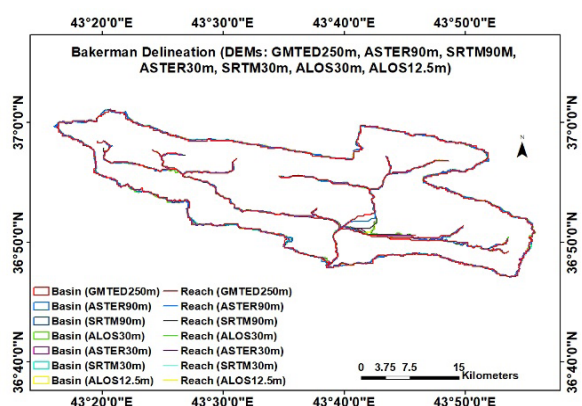 43°20'0"E 43°30'0"E 43°40'0"E 43°50'0"E
Bakerman Delineation (DEMs: GMTED250m, ASTER90m, SRTM90M,
ASTER30m, SRTM30m, ALOS30m, ALOS12.5m)
37°0'0"N 37°0'0"N
N
36°50'0"N 36°50'0"N
Basin (GMTED250m) Reach (GMTED250m)
Basin (ASTER90m) Reach (ASTER90m)
Basin (SRTM90m) Reach (SRTM90m)
Basin (ALOS30m) Reach (ALOS30m)
Basin (ASTER30m) Reach (ASTER30m)
Basin (SRTM30m) Reach (SRTM30m)
Basin (ALOS12.5m) Reach (ALOS12.5m)
36°40'0"N 36°40'0"N
0 3.75 7.5 15
Kilometers
43°20'0"E 43°30'0"E 43°40'0"E 43°50'0"E